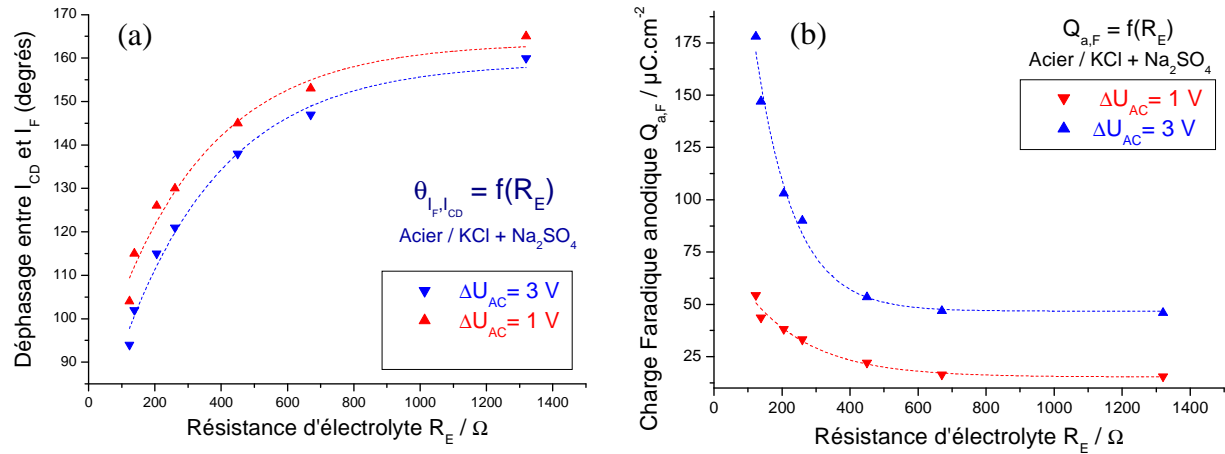 (a)
Déphasage entre I_CD et I_F (degrés)
170
160
150
140
130
120
110
100
90
0 200 400 600 800 1000 1200 1400
Résistance d'électrolyte R_E / Ω
θ_I_F,I_CD = f(R_E)
Acier / KCl + Na₂SO₄
ΔU_AC= 3 V
ΔU_AC= 1 V
(b)
Charge Faradique anodique Q_a,F / µC.cm⁻²
175
150
125
100
75
50
25
0 200 400 600 800 1000 1200 1400
Résistance d'électrolyte R_E / Ω
Q_a,F = f(R_E)
Acier / KCl + Na₂SO₄
ΔU_AC= 1 V
ΔU_AC= 3 V